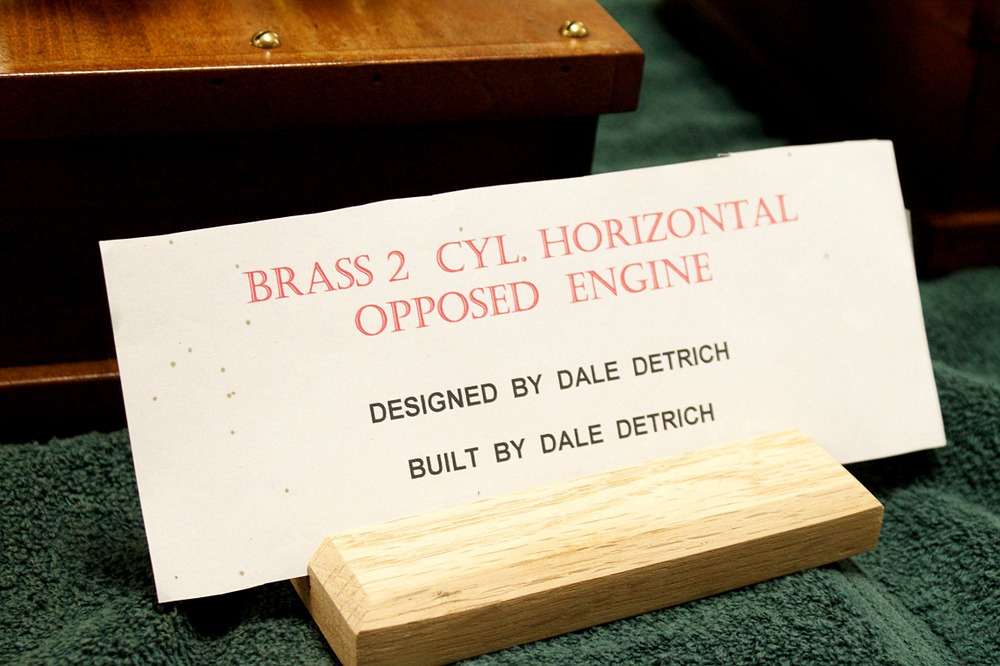 BRASS 2 CYL. HORIZONTAL
OPPOSED ENGINE
DESIGNED BY DALE DETRICH
BUILT BY DALE DETRICH